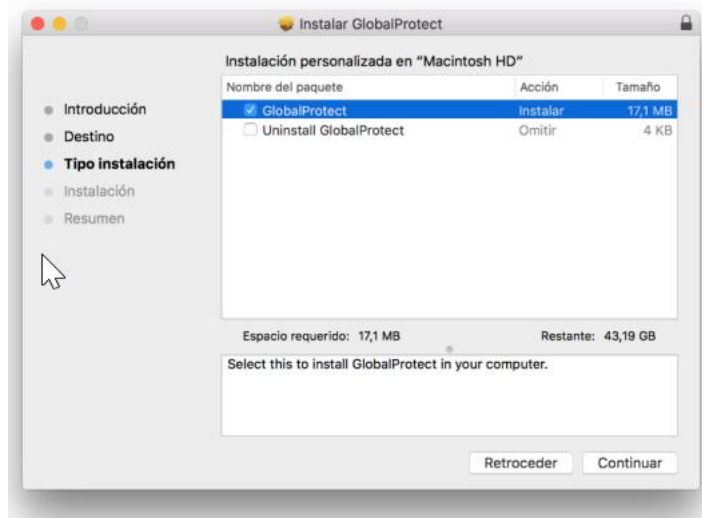 Instalar GlobalProtect
Instalación personalizada en “Macintosh HD”
Nombre del paquete Acción Tamaño
GlobalProtect Instalar 17,1 MB
Uninstall GlobalProtect Omitir 4 KB
Introducción
Destino
Tipo instalación
Instalación
Resumen
Espacio requerido: 17,1 MB Restante: 43,19 GB
Select this to install GlobalProtect in your computer.
Retroceder Continuar